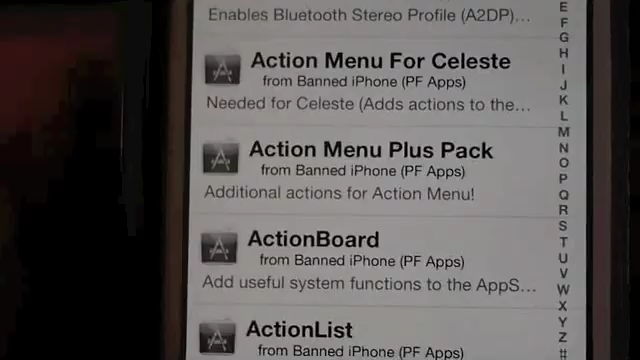 Enables Bluetooth Stereo Profile (A2DP)...
Action Menu For Celeste
from Banned iPhone (PF Apps)
Needed for Celeste (Adds actions to the...
Action Menu Plus Pack
from Banned iPhone (PF Apps)
Additional actions for Action Menu!
ActionBoard
from Banned iPhone (PF Apps)
Add useful system functions to the AppS...
ActionList
from Banned iPhone (PF Apps)
E
F
G
H
I
J
K
L
M
N
O
P
Q
R
S
T
U
V
W
X
Y
Z
#